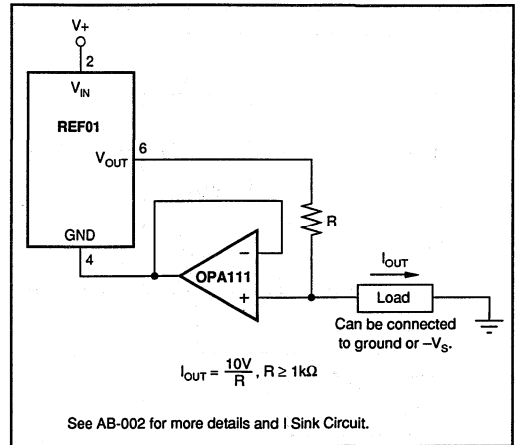 V+
2
VIN
REF01
6
VOUT
GND
4
−
OPA111
+
R
IOUT
Load
Can be connected
to ground or −VS.
IOUT = 10V/R , R ≥ 1kΩ
See AB-002 for more details and I Sink Circuit.